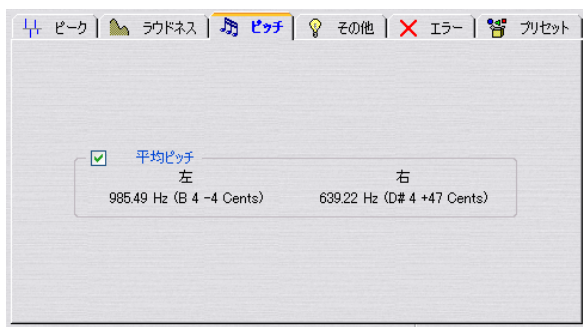 ピーク ラウドネス ピッチ その他 エラー プリセット
平均ピッチ
左 右
985.49 Hz (B 4 -4 Cents) 639.22 Hz (D# 4 +47 Cents)